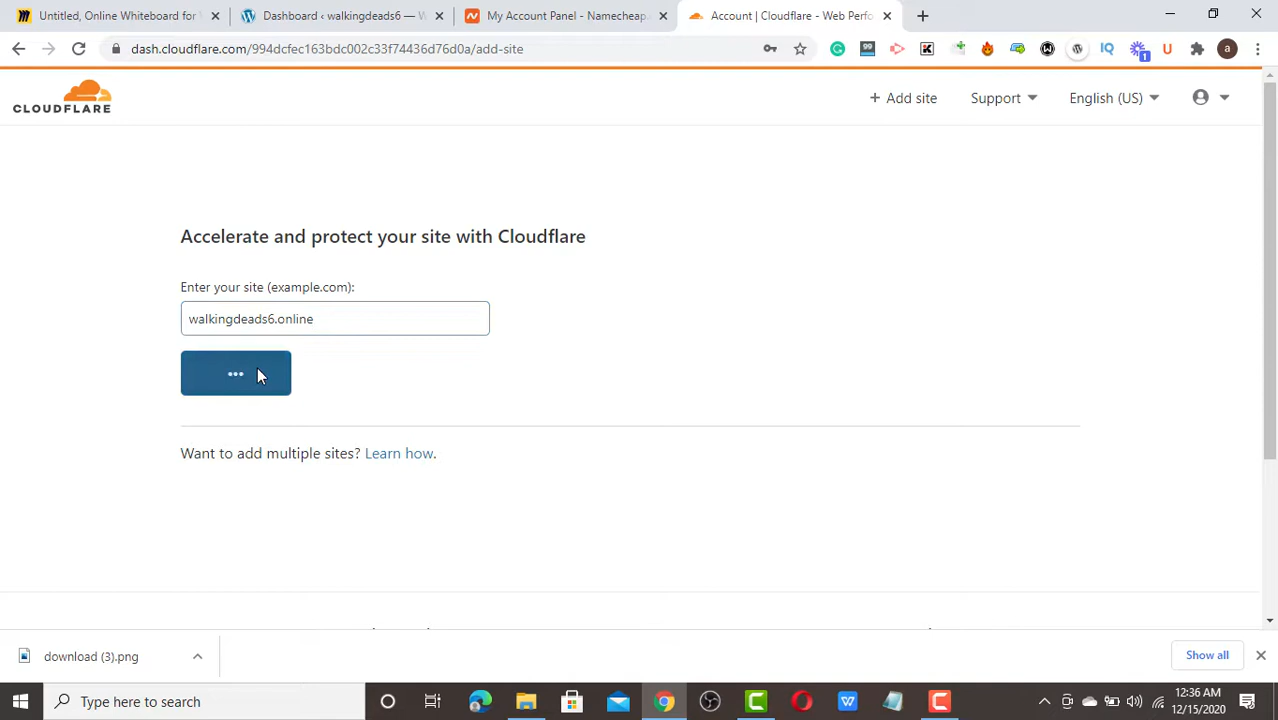 Untitled, Online Whiteboard for
Dashboard ‹ walkingdeads6 — W
My Account Panel - Namecheap.
Account | Cloudflare - Web Perfo
dash.cloudflare.com/994dcfec163bdc002c33f74436d76d0a/add-site
99
K
IQ
1
U
a
CLOUDFLARE
+ Add site
Support
English (US)
Accelerate and protect your site with Cloudflare
Enter your site (example.com):
walkingdeads6.online
•••
Want to add multiple sites? Learn how.
download (3).png
Show all
Type here to search
12:36 AM
12/15/2020